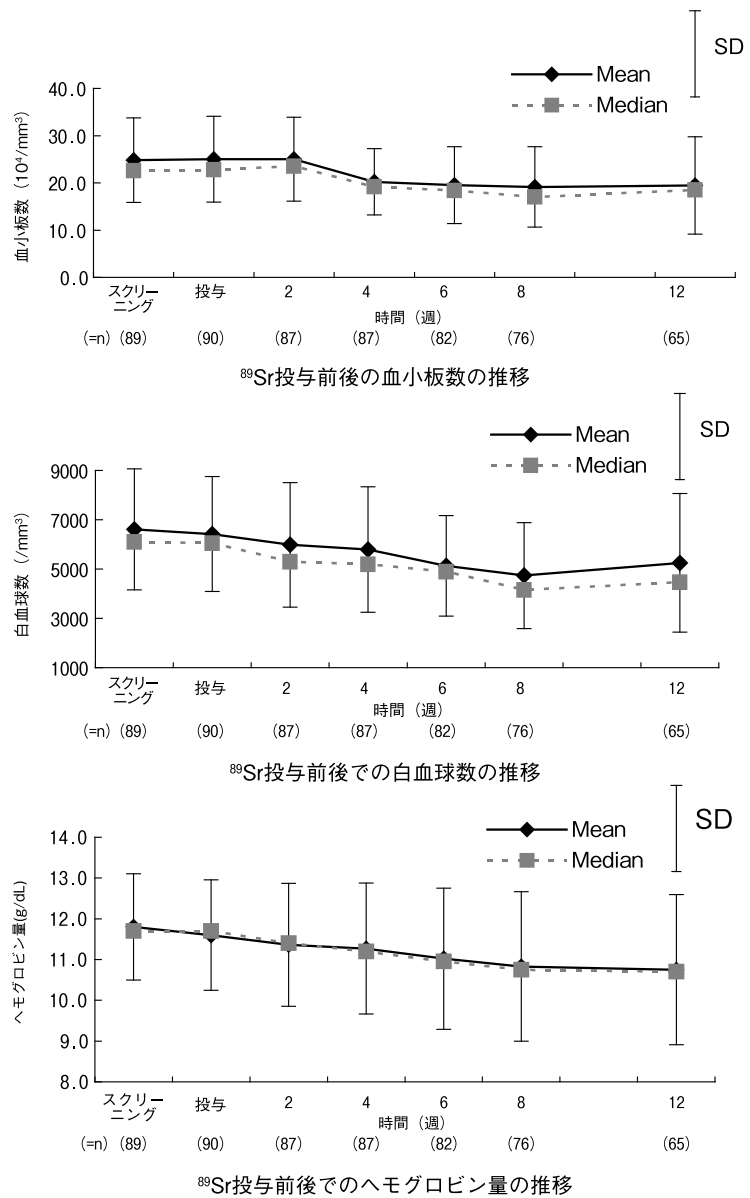 SD
Mean
Median
血小板数（10⁴/mm³）
40.0
30.0
20.0
10.0
0.0
スクリーニング 投与 2 4 6 8 12
時間（週）
(=n) (89) (90) (87) (87) (82) (76) (65)
⁸⁹Sr投与前後の血小板数の推移
SD
Mean
Median
白血球数（/mm³）
9000
7000
5000
3000
1000
スクリーニング 投与 2 4 6 8 12
時間（週）
(=n) (89) (90) (87) (87) (82) (76) (65)
⁸⁹Sr投与前後での白血球数の推移
SD
Mean
Median
ヘモグロビン量(g/dL)
14.0
13.0
12.0
11.0
10.0
9.0
8.0
スクリーニング 投与 2 4 6 8 12
時間（週）
(=n) (89) (90) (87) (87) (82) (76) (65)
⁸⁹Sr投与前後でのヘモグロビン量の推移